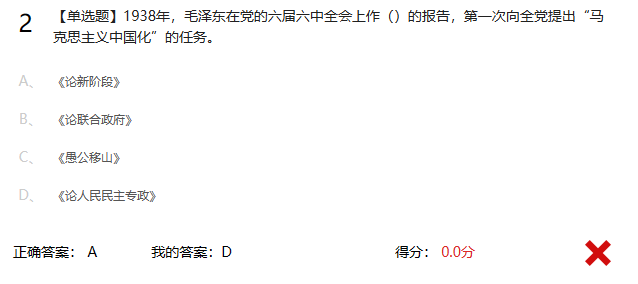 2 【单选题】1938年，毛泽东在党的六届六中全会上作（）的报告，第一次向全党提出“马
克思主义中国化”的任务。
A、 《论新阶段》
B、 《论联合政府》
C、 《愚公移山》
D、 《论人民民主专政》
正确答案： A 我的答案：D 得分： 0.0分